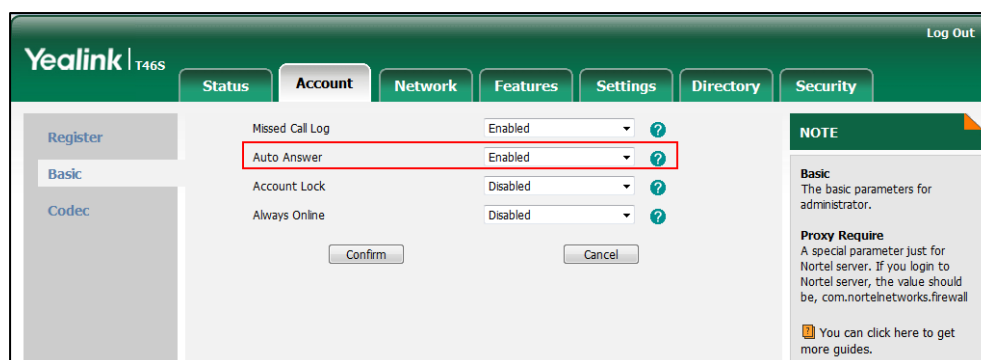 Log Out
Yealink T46S
Status Account Network Features Settings Directory Security
Register
Basic
Codec
Missed Call Log Enabled ?
Auto Answer Enabled ?
Account Lock Disabled ?
Always Online Disabled ?
Confirm Cancel
NOTE
Basic
The basic parameters for
administrator.
Proxy Require
A special parameter just for
Nortel server. If you login to
Nortel server, the value should
be, com.nortelnetworks.firewall
? You can click here to get
more guides.